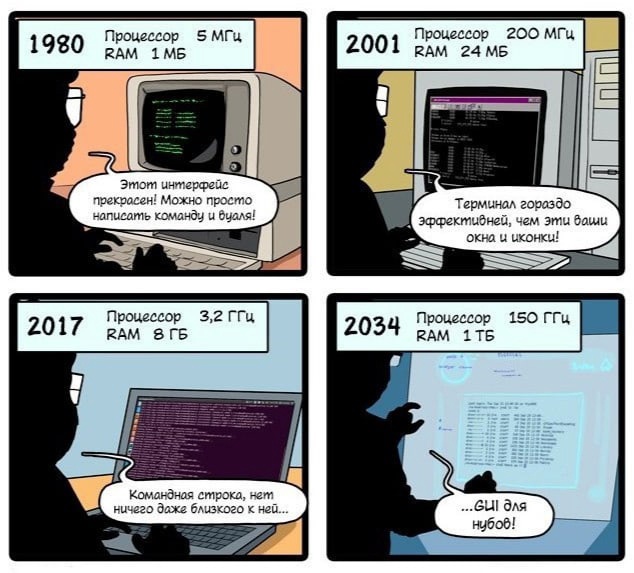 1980
Процессор 5 МГц
RAM 1 МБ
Этот интерфейс
прекрасен! Можно просто
написать команду и вуаля!
2001
Процессор 200 МГц
RAM 24 МБ
Терминал гораздо
эффективней, чем эти ваши
окна и иконки!
2017
Процессор 3,2 ГГц
RAM 8 ГБ
Командная строка, нет
ничего даже близкого к ней...
2034
Процессор 150 ГГц
RAM 1 ТБ
...GUI для
нубов!